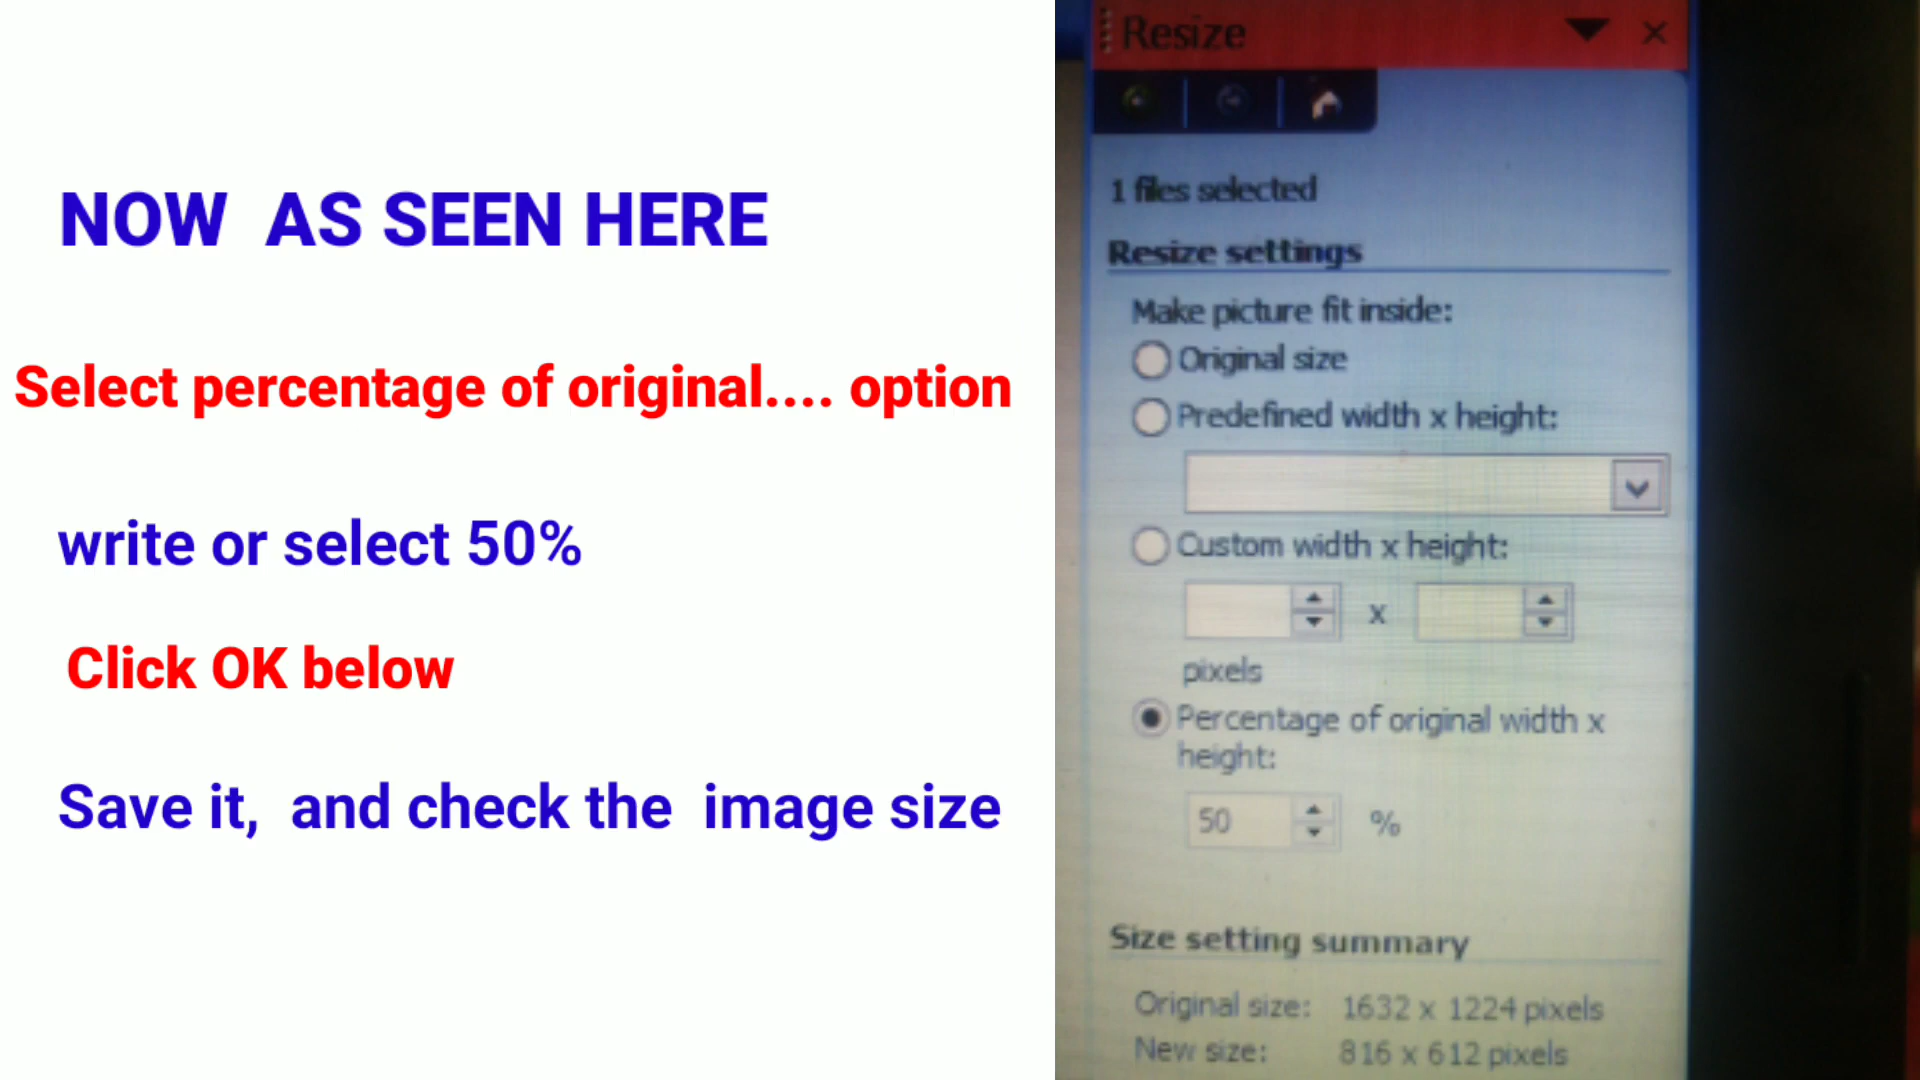 NOW AS SEEN HERE
Select percentage of original.... option
write or select 50%
Click OK below
Save it, and check the image size
Resize
1 files selected
Resize settings
Make picture fit inside:
Original size
Predefined width x height:
Custom width x height:
x
pixels
Percentage of original width x
height:
50 %
Size setting summary
Original size: 1632 x 1224 pixels
New size: 816 x 612 pixels